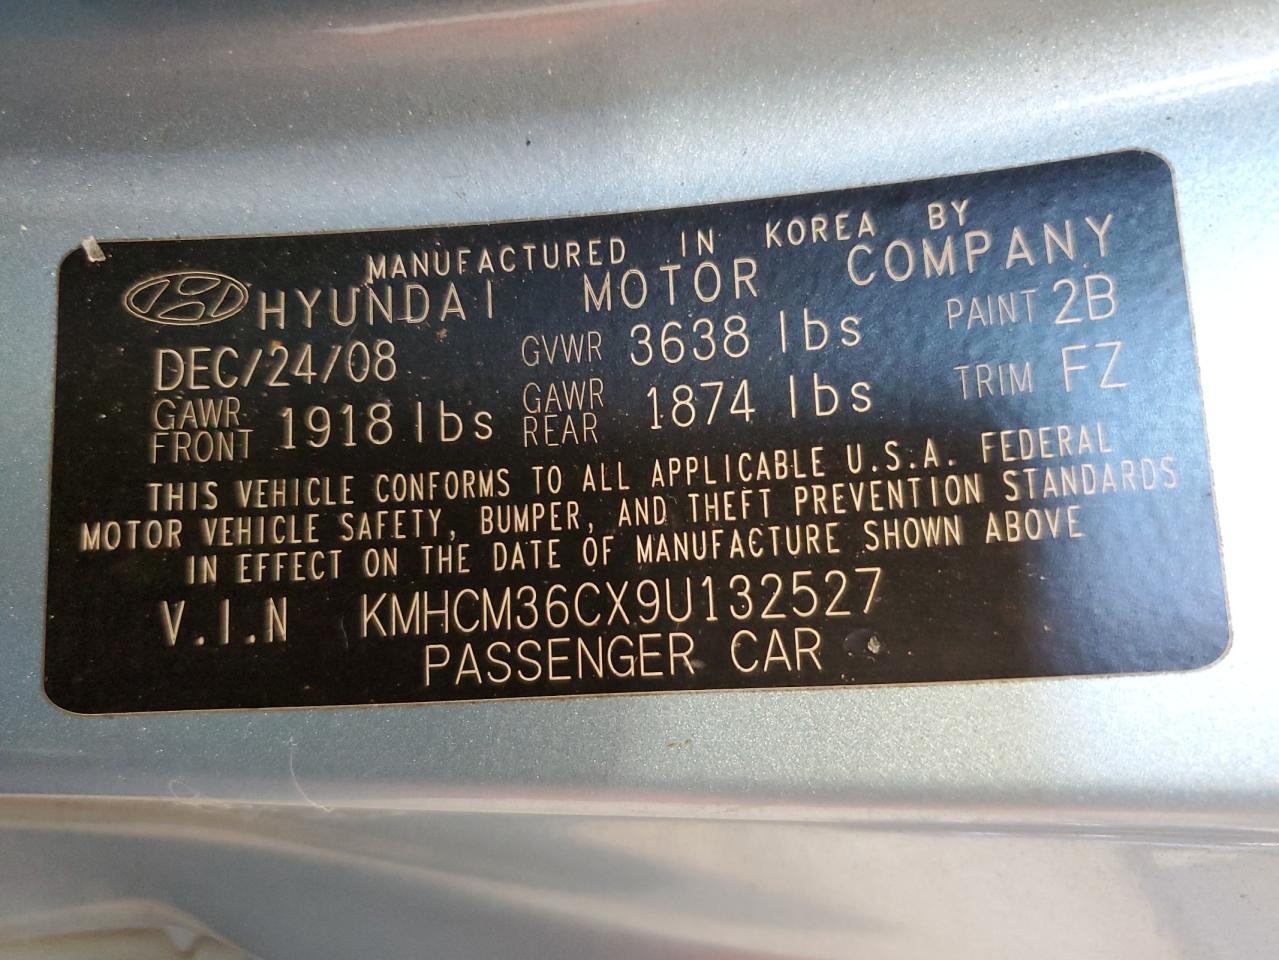 MANUFACTURED IN KOREA BY
HYUNDAI MOTOR COMPANY
DEC/24/08 GVWR 3638 lbs PAINT 2B
GAWR FRONT 1918 lbs GAWR REAR 1874 lbs TRIM FZ
THIS VEHICLE CONFORMS TO ALL APPLICABLE U.S.A. FEDERAL
MOTOR VEHICLE SAFETY, BUMPER, AND THEFT PREVENTION STANDARDS
IN EFFECT ON THE DATE OF MANUFACTURE SHOWN ABOVE
V.I.N KMHCM36CX9U132527
PASSENGER CAR